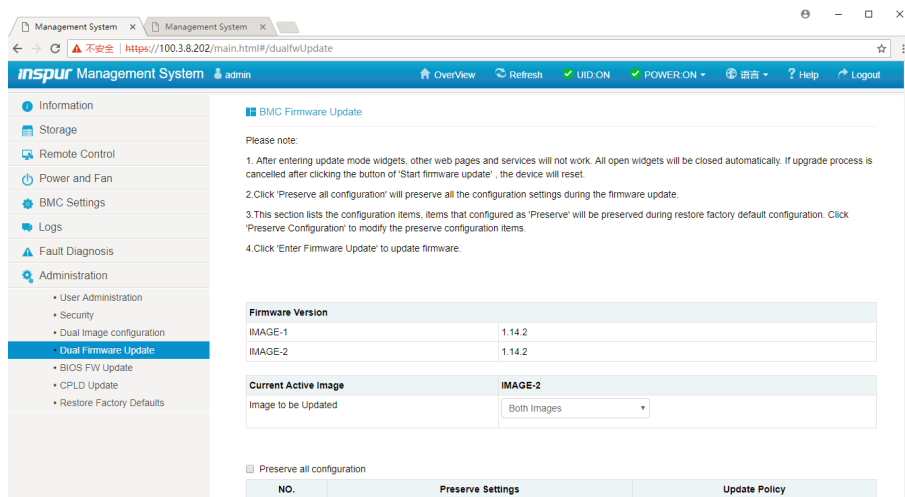 Management System
Management System
不安全 | https://100.3.8.202/main.html#/dualfwUpdate
inspur Management System admin OverView Refresh UID:ON POWER:ON 语言 Help Logout
Information
Storage
Remote Control
Power and Fan
BMC Settings
Logs
Fault Diagnosis
Administration
• User Administration
• Security
• Dual Image configuration
• Dual Firmware Update
• BIOS FW Update
• CPLD Update
• Restore Factory Defaults
BMC Firmware Update
Please note:
1. After entering update mode widgets, other web pages and services will not work. All open widgets will be closed automatically. If upgrade process is
cancelled after clicking the button of 'Start firmware update' , the device will reset.
2.Click 'Preserve all configuration' will preserve all the configuration settings during the firmware update.
3.This section lists the configuration items, items that configured as 'Preserve' will be preserved during restore factory default configuration. Click
'Preserve Configuration' to modify the preserve configuration items.
4.Click 'Enter Firmware Update' to update firmware.
Firmware Version
IMAGE-1 1.14.2
IMAGE-2 1.14.2
Current Active Image IMAGE-2
Image to be Updated Both Images
Preserve all configuration
NO. Preserve Settings Update Policy